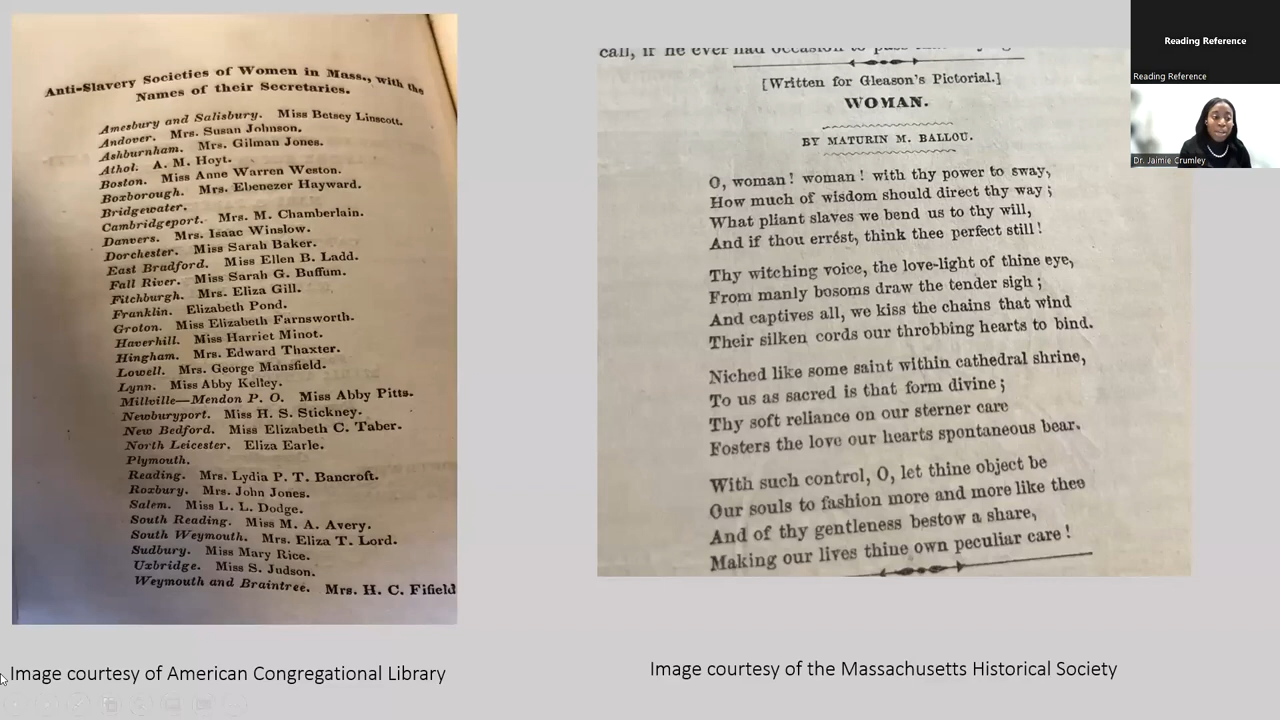 Anti-Slavery Societies of Women in Mass., with the
Names of their Secretaries.
Amesbury and Salisbury. Miss Betsey Linscott.
Andover. Mrs. Susan Johnson.
Ashburnham. Mrs. Gilman Jones.
Athol. A. M. Hoyt.
Boston. Miss Anne Warren Weston.
Boxborough. Mrs. Ebenezer Hayward.
Bridgewater.
Cambridgeport. Mrs. M. Chamberlain.
Danvers. Mrs. Isaac Winslow.
Dorchester. Miss Sarah Baker.
East Bradford. Miss Ellen B. Ladd.
Fall River. Miss Sarah G. Buffum.
Fitchburgh. Mrs. Eliza Gill.
Franklin. Elizabeth Pond.
Groton. Miss Elizabeth Farnsworth.
Haverhill. Miss Harriet Minot.
Hingham. Mrs. Edward Thaxter.
Lowell. Mrs. George Mansfield.
Lynn. Miss Abby Kelley.
Millville—Mendon P. O. Miss Abby Pitts.
Newburyport. Miss H. S. Stickney.
New Bedford. Miss Elizabeth C. Taber.
North Leicester. Eliza Earle.
Plymouth.
Reading. Mrs. Lydia P. T. Bancroft.
Roxbury. Mrs. John Jones.
Salem. Miss L. L. Dodge.
South Reading. Miss M. A. Avery.
South Weymouth. Mrs. Eliza T. Lord.
Sudbury. Miss Mary Rice.
Uxbridge. Miss S. Judson.
Weymouth and Braintree. Mrs. H. C. Fifield
Image courtesy of American Congregational Library
call, if he ever had occasion to
[Written for Gleason's Pictorial.]
WOMAN.
BY MATURIN M. BALLOU.
O, woman! woman! with thy power to sway,
How much of wisdom should direct thy way;
What pliant slaves we bend us to thy will,
And if thou errést, think thee perfect still!
Thy witching voice, the love-light of thine eye,
From manly bosoms draw the tender sigh;
And captives all, we kiss the chains that wind
Their silken cords our throbbing hearts to bind.
Niched like some saint within cathedral shrine,
To us as sacred is that form divine;
Thy soft reliance on our sterner care
Fosters the love our hearts spontaneous bear.
With such control, O, let thine object be
Our souls to fashion more and more like thee
And of thy gentleness bestow a share,
Making our lives thine own peculiar care!
Image courtesy of the Massachusetts Historical Society
Reading Reference
Reading Reference
Dr. Jaimie Crumley